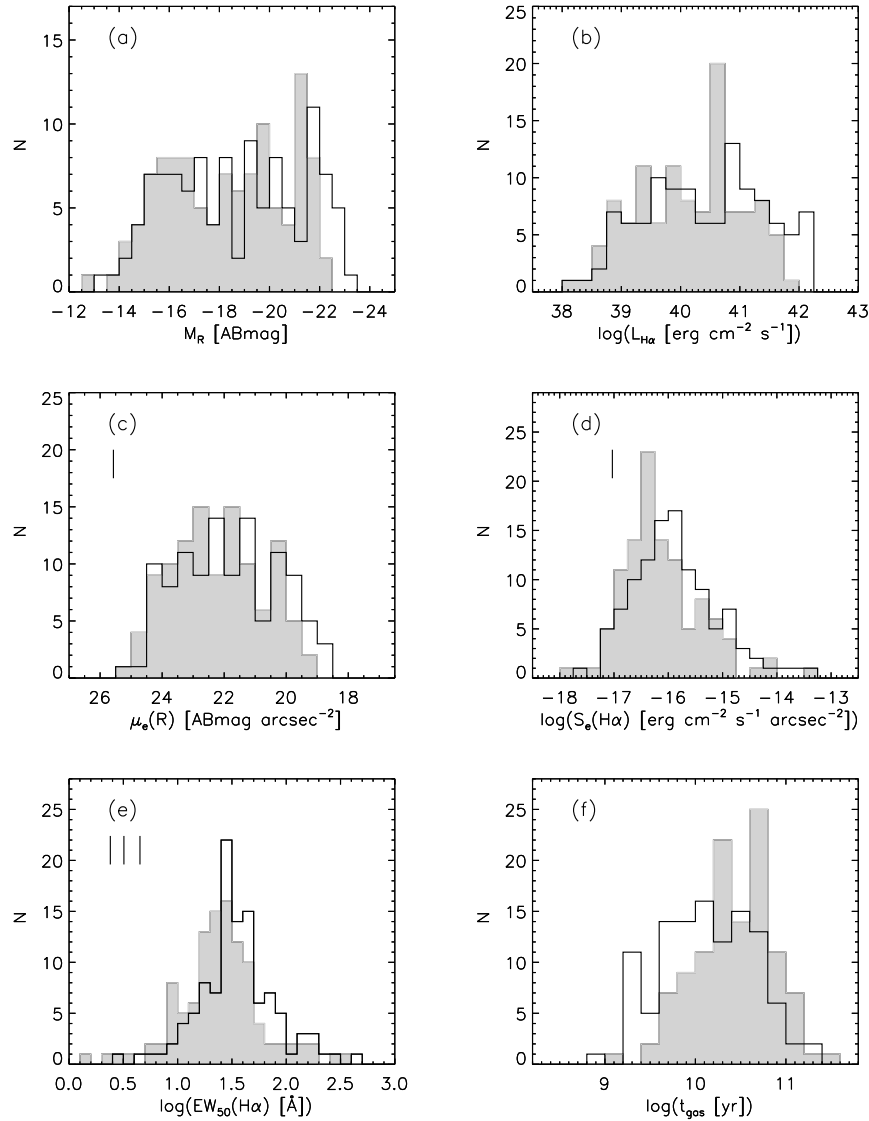 (a)
15
10
5
0
N
−12 −14 −16 −18 −20 −22 −24
M_R [ABmag]
(b)
25
20
15
10
5
0
N
38 39 40 41 42 43
log(L_Hα [erg cm⁻² s⁻¹])
(c)
25
20
15
10
5
0
N
26 24 22 20 18
μ_e(R) [ABmag arcsec⁻²]
(d)
25
20
15
10
5
0
N
−18 −17 −16 −15 −14 −13
log(S_e(Hα) [erg cm⁻² s⁻¹ arcsec⁻²])
(e)
25
20
15
10
5
0
N
0.0 0.5 1.0 1.5 2.0 2.5 3.0
log(EW₅₀(Hα) [Å])
(f)
25
20
15
10
5
0
N
9 10 11
log(t_gas [yr])